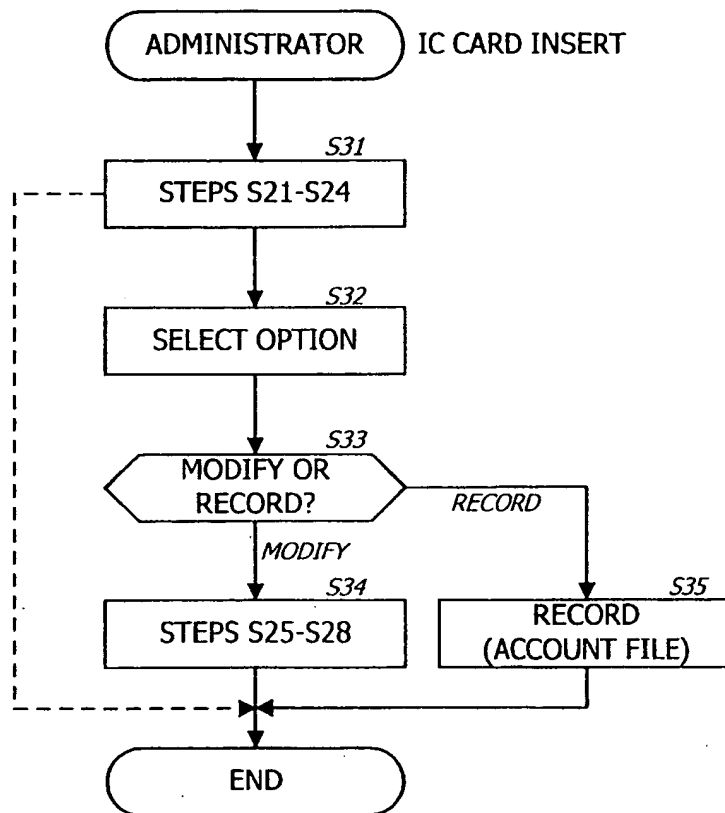 ADMINISTRATOR IC CARD INSERT
S31
STEPS S21-S24
S32
SELECT OPTION
S33
MODIFY OR
RECORD?
RECORD
MODIFY
S34
STEPS S25-S28
S35
RECORD
(ACCOUNT FILE)
END